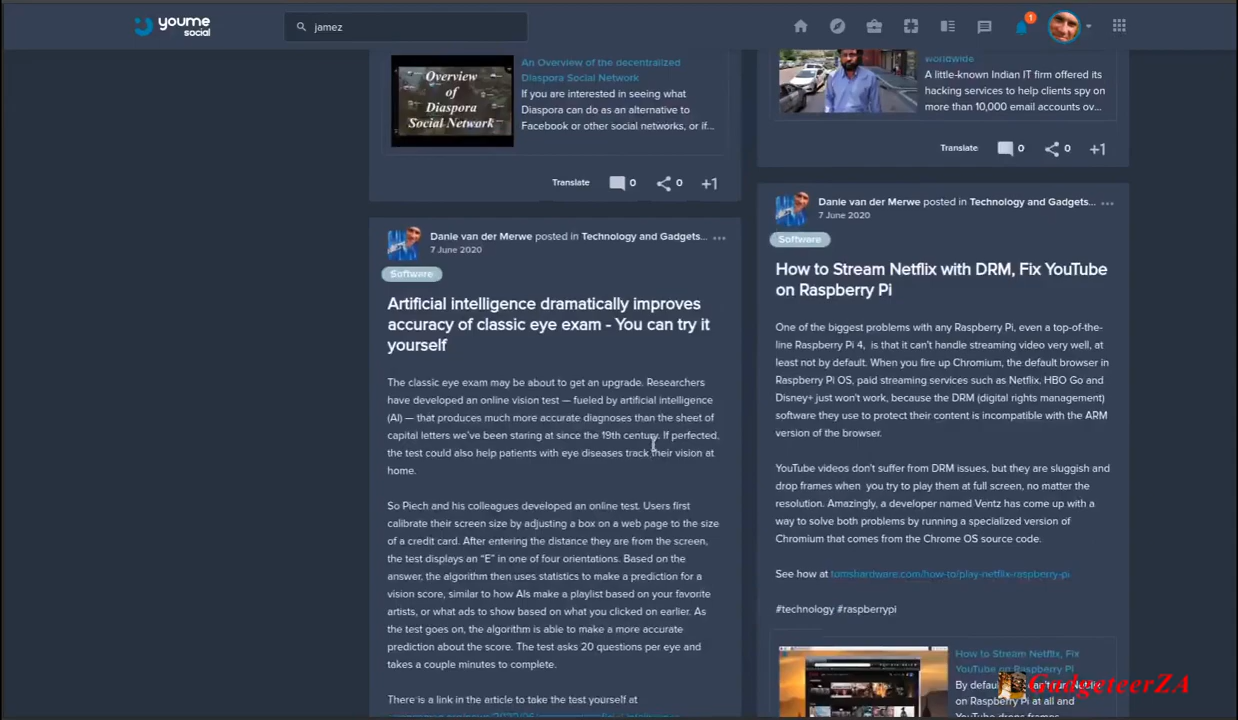 youme
social
jamez
1
Overview
of
Diaspora
Social Network
An Overview of the decentralized
Diaspora Social Network
If you are interested in seeing what
Diaspora can do as an alternative to
Facebook or other social networks, or if...
Translate 0 0 +1
Danie van der Merwe posted in Technology and Gadgets...
7 June 2020
Software
Artificial intelligence dramatically improves
accuracy of classic eye exam - You can try it
yourself
The classic eye exam may be about to get an upgrade. Researchers
have developed an online vision test — fueled by artificial intelligence
(AI) — that produces much more accurate diagnoses than the sheet of
capital letters we've been staring at since the 19th century. If perfected,
the test could also help patients with eye diseases track their vision at
home.
So Piech and his colleagues developed an online test. Users first
calibrate their screen size by adjusting a box on a web page to the size
of a credit card. After entering the distance they are from the screen,
the test displays an “E” in one of four orientations. Based on the
answer, the algorithm then uses statistics to make a prediction for a
vision score, similar to how AIs make a playlist based on your favorite
artists, or what ads to show based on what you clicked on earlier. As
the test goes on, the algorithm is able to make a more accurate
prediction about the score. The test asks 20 questions per eye and
takes a couple minutes to complete.
There is a link in the article to take the test yourself at
worldwide
A little-known Indian IT firm offered its
hacking services to help clients spy on
more than 10,000 email accounts ov...
Translate 0 0 +1
Danie van der Merwe posted in Technology and Gadgets...
7 June 2020
Software
How to Stream Netflix with DRM, Fix YouTube
on Raspberry Pi
One of the biggest problems with any Raspberry Pi, even a top-of-the-
line Raspberry Pi 4, is that it can't handle streaming video very well, at
least not by default. When you fire up Chromium, the default browser in
Raspberry Pi OS, paid streaming services such as Netflix, HBO Go and
Disney+ just won't work, because the DRM (digital rights management)
software they use to protect their content is incompatible with the ARM
version of the browser.
YouTube videos don't suffer from DRM issues, but they are sluggish and
drop frames when you try to play them at full screen, no matter the
resolution. Amazingly, a developer named Ventz has come up with a
way to solve both problems by running a specialized version of
Chromium that comes from the Chrome OS source code.
See how at tomshardware.com/how-to/play-netflix-raspberry-pi
#technology #raspberrypi
How to Stream Netflix, Fix
YouTube on Raspberry Pi
By default
Raspberry Pi at all and
GadgeteerZA